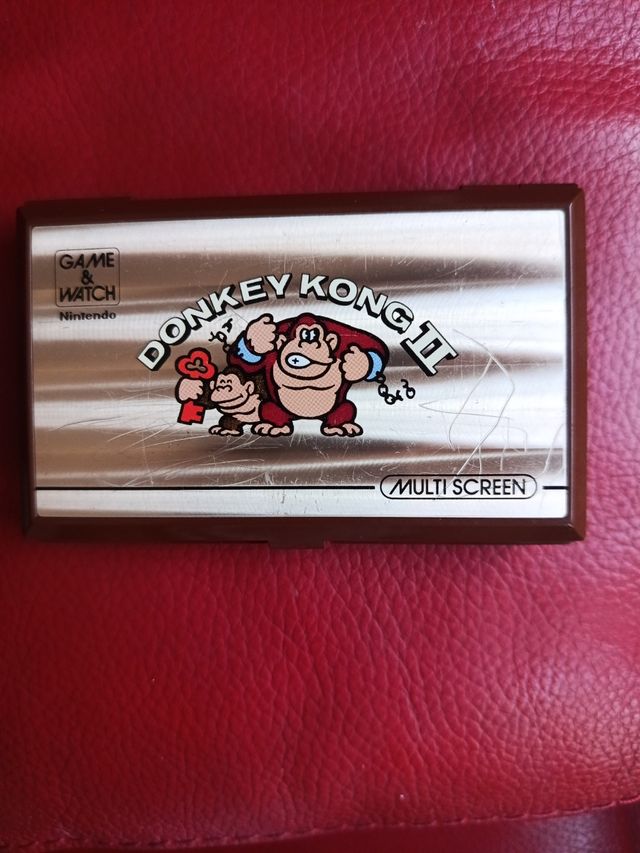 GAME
&
WATCH
Nintendo
DONKEY KONG II
MULTI SCREEN